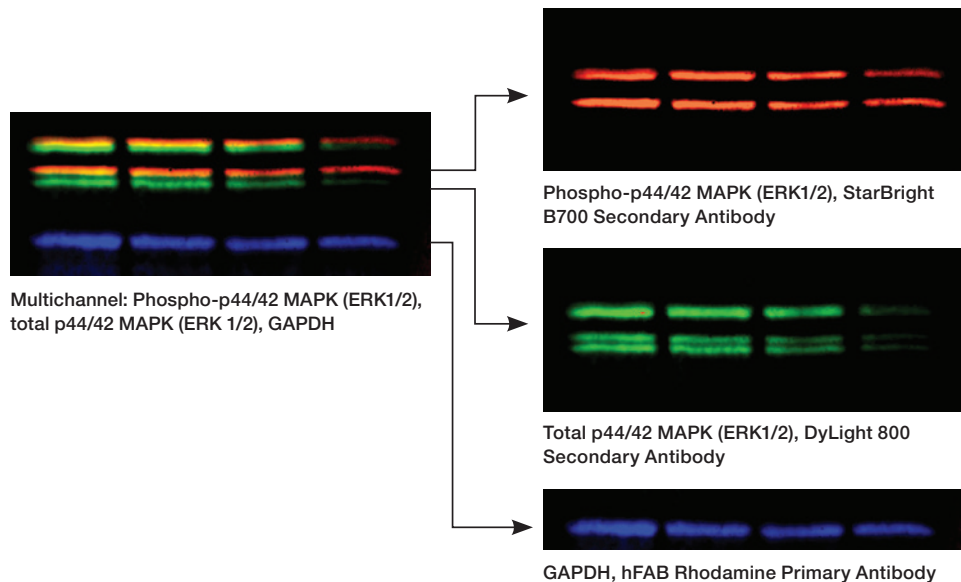 Phospho-p44/42 MAPK (ERK1/2), StarBright
B700 Secondary Antibody
Multichannel: Phospho-p44/42 MAPK (ERK1/2),
total p44/42 MAPK (ERK 1/2), GAPDH
Total p44/42 MAPK (ERK1/2), DyLight 800
Secondary Antibody
GAPDH, hFAB Rhodamine Primary Antibody